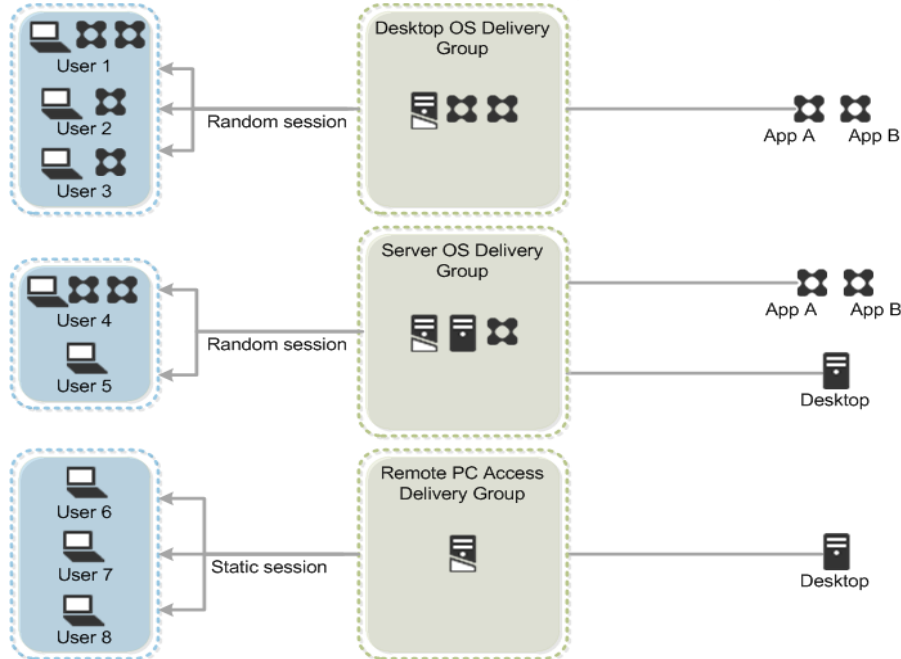 Desktop OS Delivery
Group
User 1
User 2
User 3
Random session
App A
App B
Server OS Delivery
Group
User 4
User 5
Random session
App A
App B
Desktop
Remote PC Access
Delivery Group
User 6
User 7
User 8
Static session
Desktop